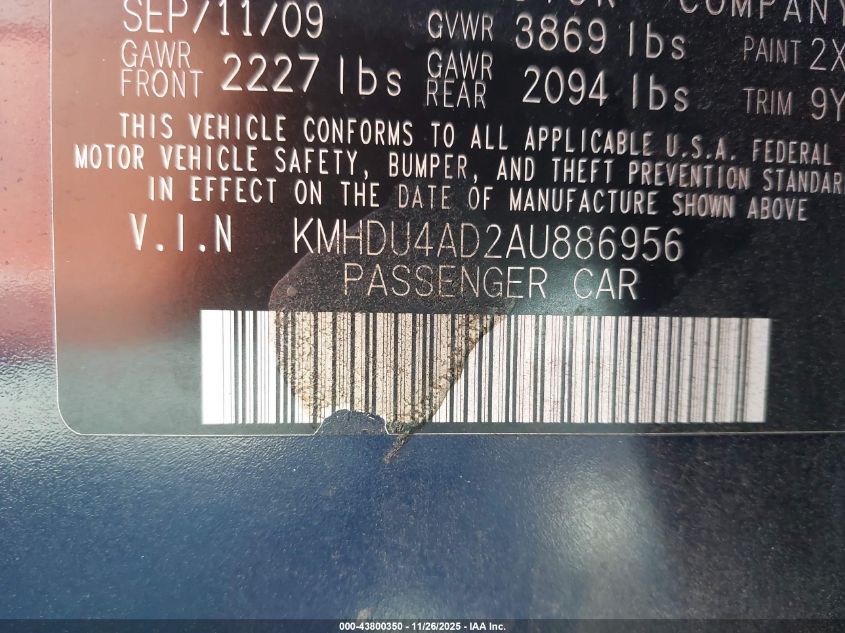 COMPANY
SEP/11/09 GVWR 3869 lbs PAINT 2X
GAWR FRONT 2227 lbs GAWR REAR 2094 lbs TRIM 9Y
THIS VEHICLE CONFORMS TO ALL APPLICABLE U.S.A. FEDERAL
MOTOR VEHICLE SAFETY, BUMPER, AND THEFT PREVENTION STANDAR
IN EFFECT ON THE DATE OF MANUFACTURE SHOWN ABOVE
V.I.N KMHDU4AD2AU886956
PASSENGER CAR
000-43800350 - 11/26/2025 - IAA Inc.